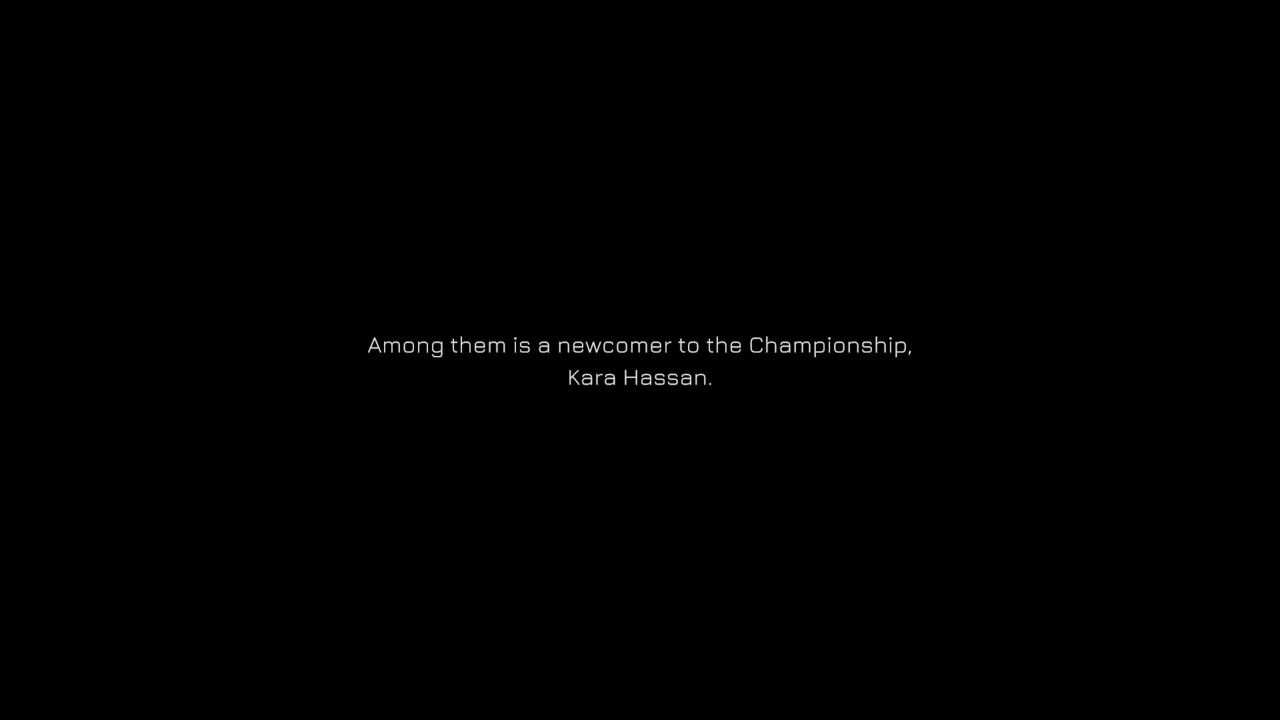 Among them is a newcomer to the Championship,
Kara Hassan.